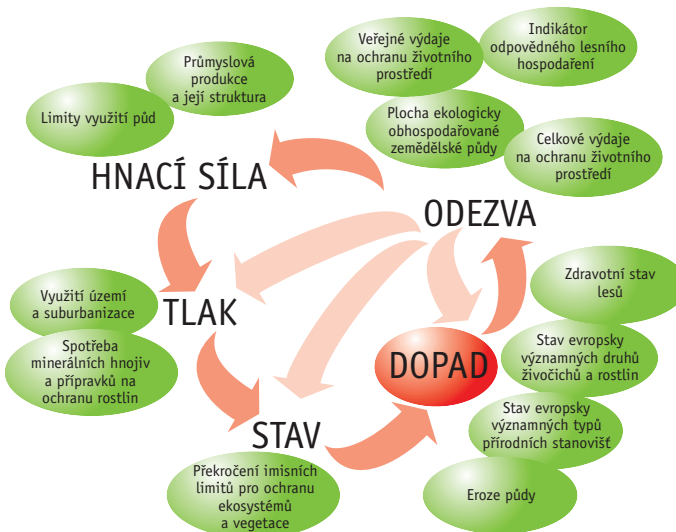 Veřejné výdaje
na ochranu životního
prostředí
Indikátor
odpovědného lesního
hospodaření
Průmyslová
produkce
a její struktura
Limity využití půd
Plocha ekologicky
obhospodařované
zemědělské půdy
Celkové výdaje
na ochranu životního
prostředí
HNACÍ SÍLA
ODEZVA
Zdravotní stav
lesů
Využití území
a suburbanizace
TLAK
Spotřeba
minerálních hnojiv
a přípravků na
ochranu rostlin
DOPAD
Stav evropsky
významných druhů
živočichů a rostlin
STAV
Stav evropsky
významných typů
přírodních stanovišť
Překročení imisních
limitů pro ochranu
ekosystémů
a vegetace
Eroze půdy